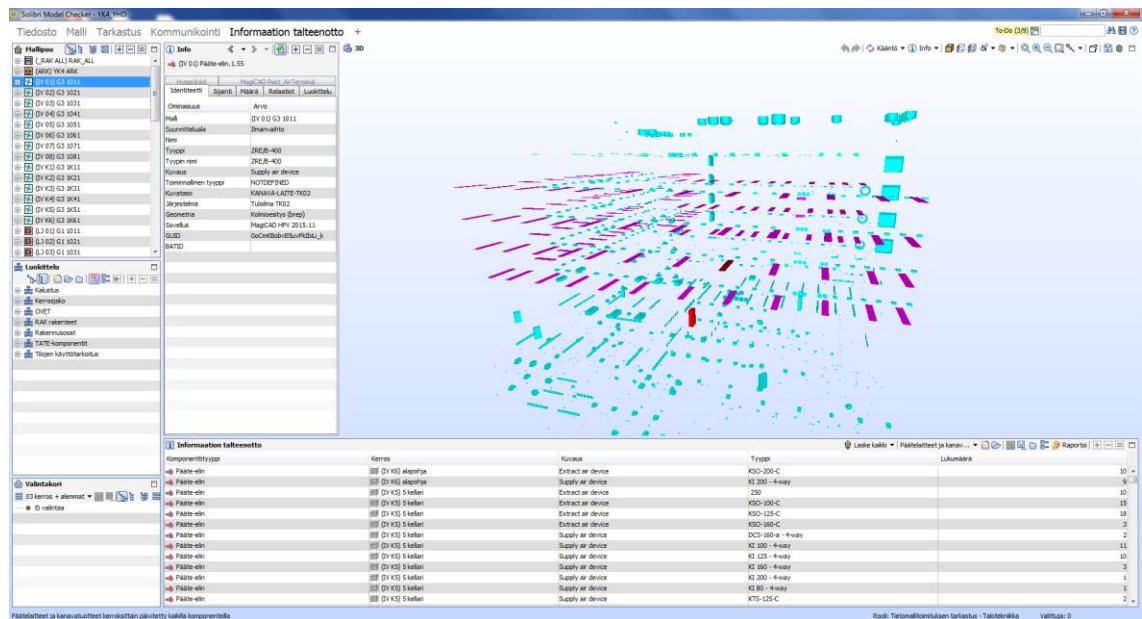 Solibri Model Checker - YK4_YHD
Tiedosto Malli Tarkastus Kommunikointi Informaation talteenotto +
To-Do (3/9)
Mallipuu
(_RAK ALL) RAK_ALL
(ARK) YK4 ARK
(IV 01) G3 1011
(IV 02) G3 1021
(IV 03) G3 1031
(IV 04) G3 1041
(IV 05) G3 1051
(IV 06) G3 1061
(IV 07) G3 1071
(IV 08) G3 1081
(IV K1) G3 1K11
(IV K2) G3 1K21
(IV K3) G3 1K31
(IV K4) G3 1K41
(IV K5) G3 1K51
(IV K6) G3 1K61
(LJ 01) G1 1011
(LJ 02) G1 1021
(LJ 03) G1 1031
Luokittelu
Kalustus
Kerrosjako
OVET
RAK rakenteet
Rakennusosat
TATE-komponentit
Tilojen käyttötarkoitus
Valintakori
03 kerros + alemmat
Ei valintaa
Info
(IV 01) Pääte-elin.1.55
Hyperlinkit MagiCAD Pset_AirTerminal
Identiteetti Sijainti Määrä Relaatiot Luokittelu
Ominaisuus Arvo
Malli (IV 01) G3 1011
Suunnitteluala Ilmanvaihto
Nimi
Tyyppi ZRE/B-400
Tyypin nimi ZRE/B-400
Kuvaus Supply air device
Toiminnallinen tyyppi NOTDEFINED
Kuvataso KANAVA-LAITE-TK02
Järjestelmä Tuloilma TK02
Geometria Kolmioesitys (brep)
Sovellus MagiCAD HPV 2015.11
GUID
BATID
3D
Kääntö Info
Informaation talteenotto
Laske kaikki Päätelaitteet ja kanav... Raportoi
Komponenttityyppi Kerros Kuvaus Tyyppi Lukumäärä
Pääte-elin (IV K6) alapohja Extract air device KSO-200-C 10
Pääte-elin (IV K6) alapohja Supply air device KI 200 - 4-way 9
Pääte-elin (IV K5) 5 kellari Extract air device 250 10
Pääte-elin (IV K5) 5 kellari Extract air device KSO-100-C 15
Pääte-elin (IV K5) 5 kellari Extract air device KSO-125-C 18
Pääte-elin (IV K5) 5 kellari Extract air device KSO-160-C 3
Pääte-elin (IV K5) 5 kellari Supply air device DCS-160-a - 4-way 2
Pääte-elin (IV K5) 5 kellari Supply air device KI 100 - 4-way 11
Pääte-elin (IV K5) 5 kellari Supply air device KI 125 - 4-way 10
Pääte-elin (IV K5) 5 kellari Supply air device KI 160 - 4-way 3
Pääte-elin (IV K5) 5 kellari Supply air device KI 200 - 4-way 1
Pääte-elin (IV K5) 5 kellari Supply air device KI 80 - 4-way 1
Pääte-elin (IV K5) 5 kellari Supply air device KTS-125-C 2
Päätelaitteet ja kanavatuotteet kerroksittain päivitetty kaikilla komponenteilla
Rooli: Tietomallitoimituksen tarkastus - Talotekniikka Valittuja: 0